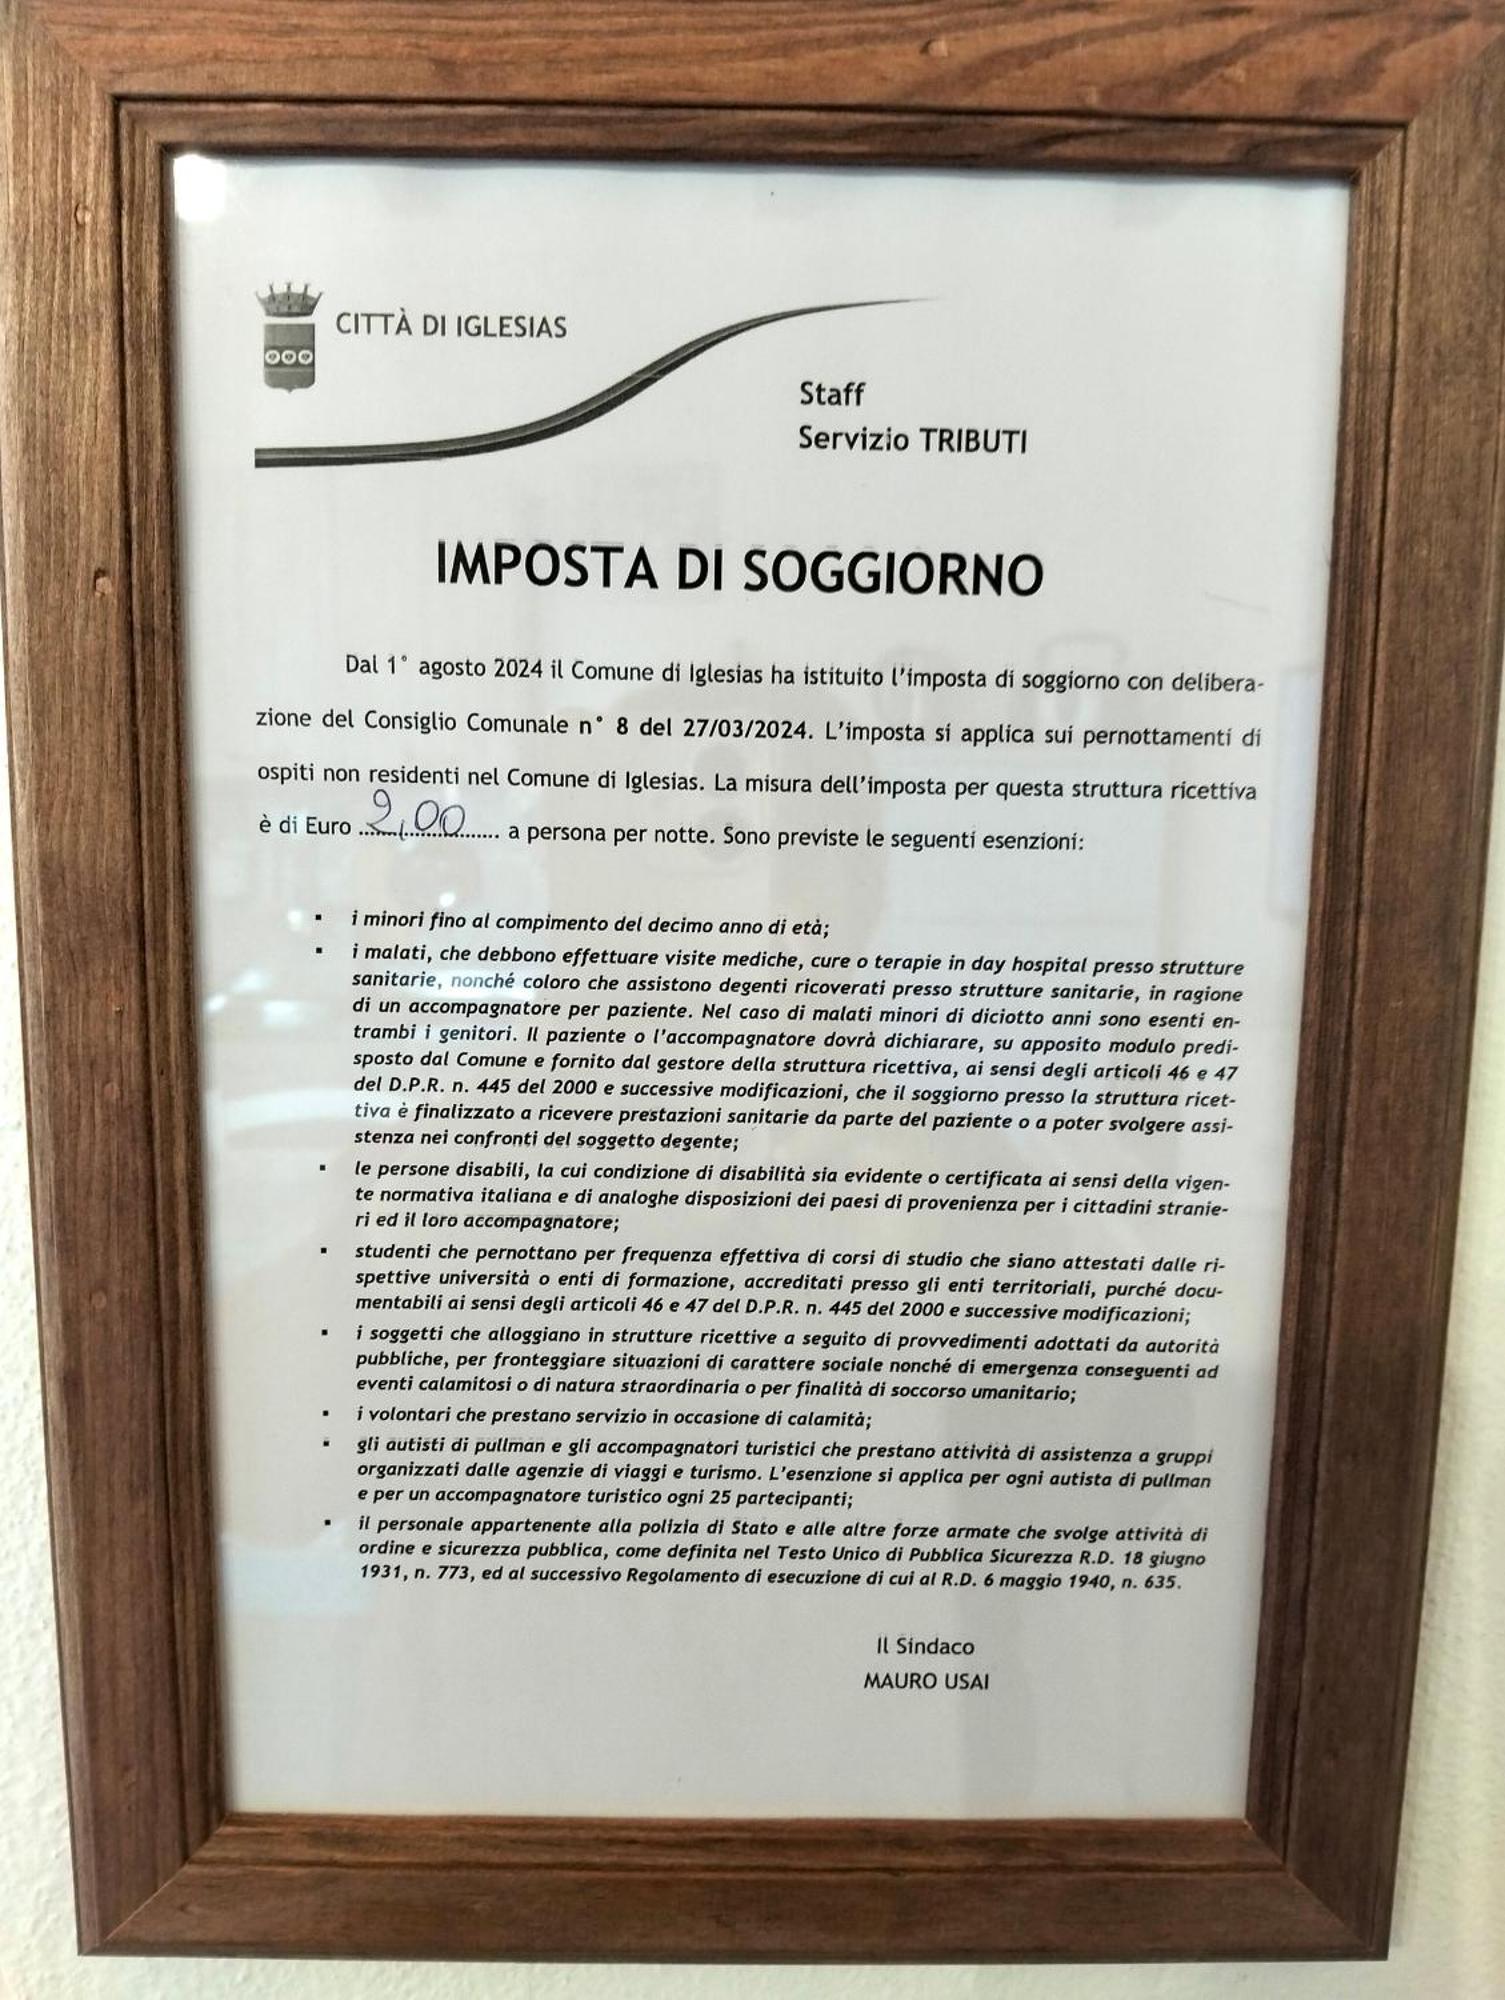 CITTÀ DI IGLESIAS
Staff
Servizio TRIBUTI
IMPOSTA DI SOGGIORNO
Dal 1° agosto 2024 il Comune di Iglesias ha istituito l'imposta di soggiorno con delibera-
zione del Consiglio Comunale n° 8 del 27/03/2024. L'imposta si applica sui pernottamenti di
ospiti non residenti nel Comune di Iglesias. La misura dell'imposta per questa struttura ricettiva
è di Euro 2,00 a persona per notte. Sono previste le seguenti esenzioni:
▪ i minori fino al compimento del decimo anno di età;
▪ i malati, che debbono effettuare visite mediche, cure o terapie in day hospital presso strutture
sanitarie, nonché coloro che assistono degenti ricoverati presso strutture sanitarie, in ragione
di un accompagnatore per paziente. Nel caso di malati minori di diciotto anni sono esenti en-
trambi i genitori. Il paziente o l'accompagnatore dovrà dichiarare, su apposito modulo predi-
sposto dal Comune e fornito dal gestore della struttura ricettiva, ai sensi degli articoli 46 e 47
del D.P.R. n. 445 del 2000 e successive modificazioni, che il soggiorno presso la struttura ricet-
tiva è finalizzato a ricevere prestazioni sanitarie da parte del paziente o a poter svolgere assi-
stenza nei confronti del soggetto degente;
▪ le persone disabili, la cui condizione di disabilità sia evidente o certificata ai sensi della vigen-
te normativa italiana e di analoghe disposizioni dei paesi di provenienza per i cittadini stranie-
ri ed il loro accompagnatore;
▪ studenti che pernottano per frequenza effettiva di corsi di studio che siano attestati dalle ri-
spettive università o enti di formazione, accreditati presso gli enti territoriali, purché docu-
mentabili ai sensi degli articoli 46 e 47 del D.P.R. n. 445 del 2000 e successive modificazioni;
▪ i soggetti che alloggiano in strutture ricettive a seguito di provvedimenti adottati da autorità
pubbliche, per fronteggiare situazioni di carattere sociale nonché di emergenza conseguenti ad
eventi calamitosi o di natura straordinaria o per finalità di soccorso umanitario;
▪ i volontari che prestano servizio in occasione di calamità;
▪ gli autisti di pullman e gli accompagnatori turistici che prestano attività di assistenza a gruppi
organizzati dalle agenzie di viaggi e turismo. L'esenzione si applica per ogni autista di pullman
e per un accompagnatore turistico ogni 25 partecipanti;
▪ il personale appartenente alla polizia di Stato e alle altre forze armate che svolge attività di
ordine e sicurezza pubblica, come definita nel Testo Unico di Pubblica Sicurezza R.D. 18 giugno
1931, n. 773, ed al successivo Regolamento di esecuzione di cui al R.D. 6 maggio 1940, n. 635.
Il Sindaco
MAURO USAI